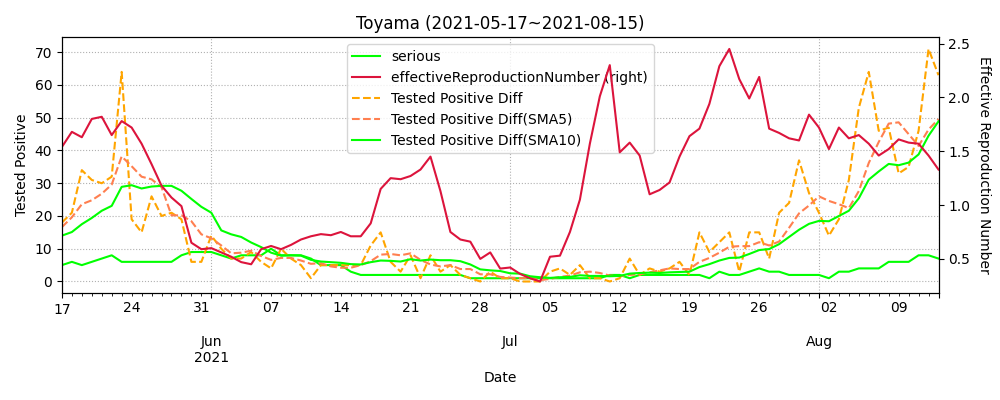 Toyama (2021-05-17~2021-08-15)
serious
effectiveReproductionNumber (right)
Tested Positive Diff
Tested Positive Diff(SMA5)
Tested Positive Diff(SMA10)
Tested Positive
70
60
50
40
30
20
10
0
2.5
2.0
1.5
1.0
0.5
Effective Reproduction Number
17 24 31 07 14 21 28 05 12 19 26 02 09
Jun Jul Aug
2021
Date